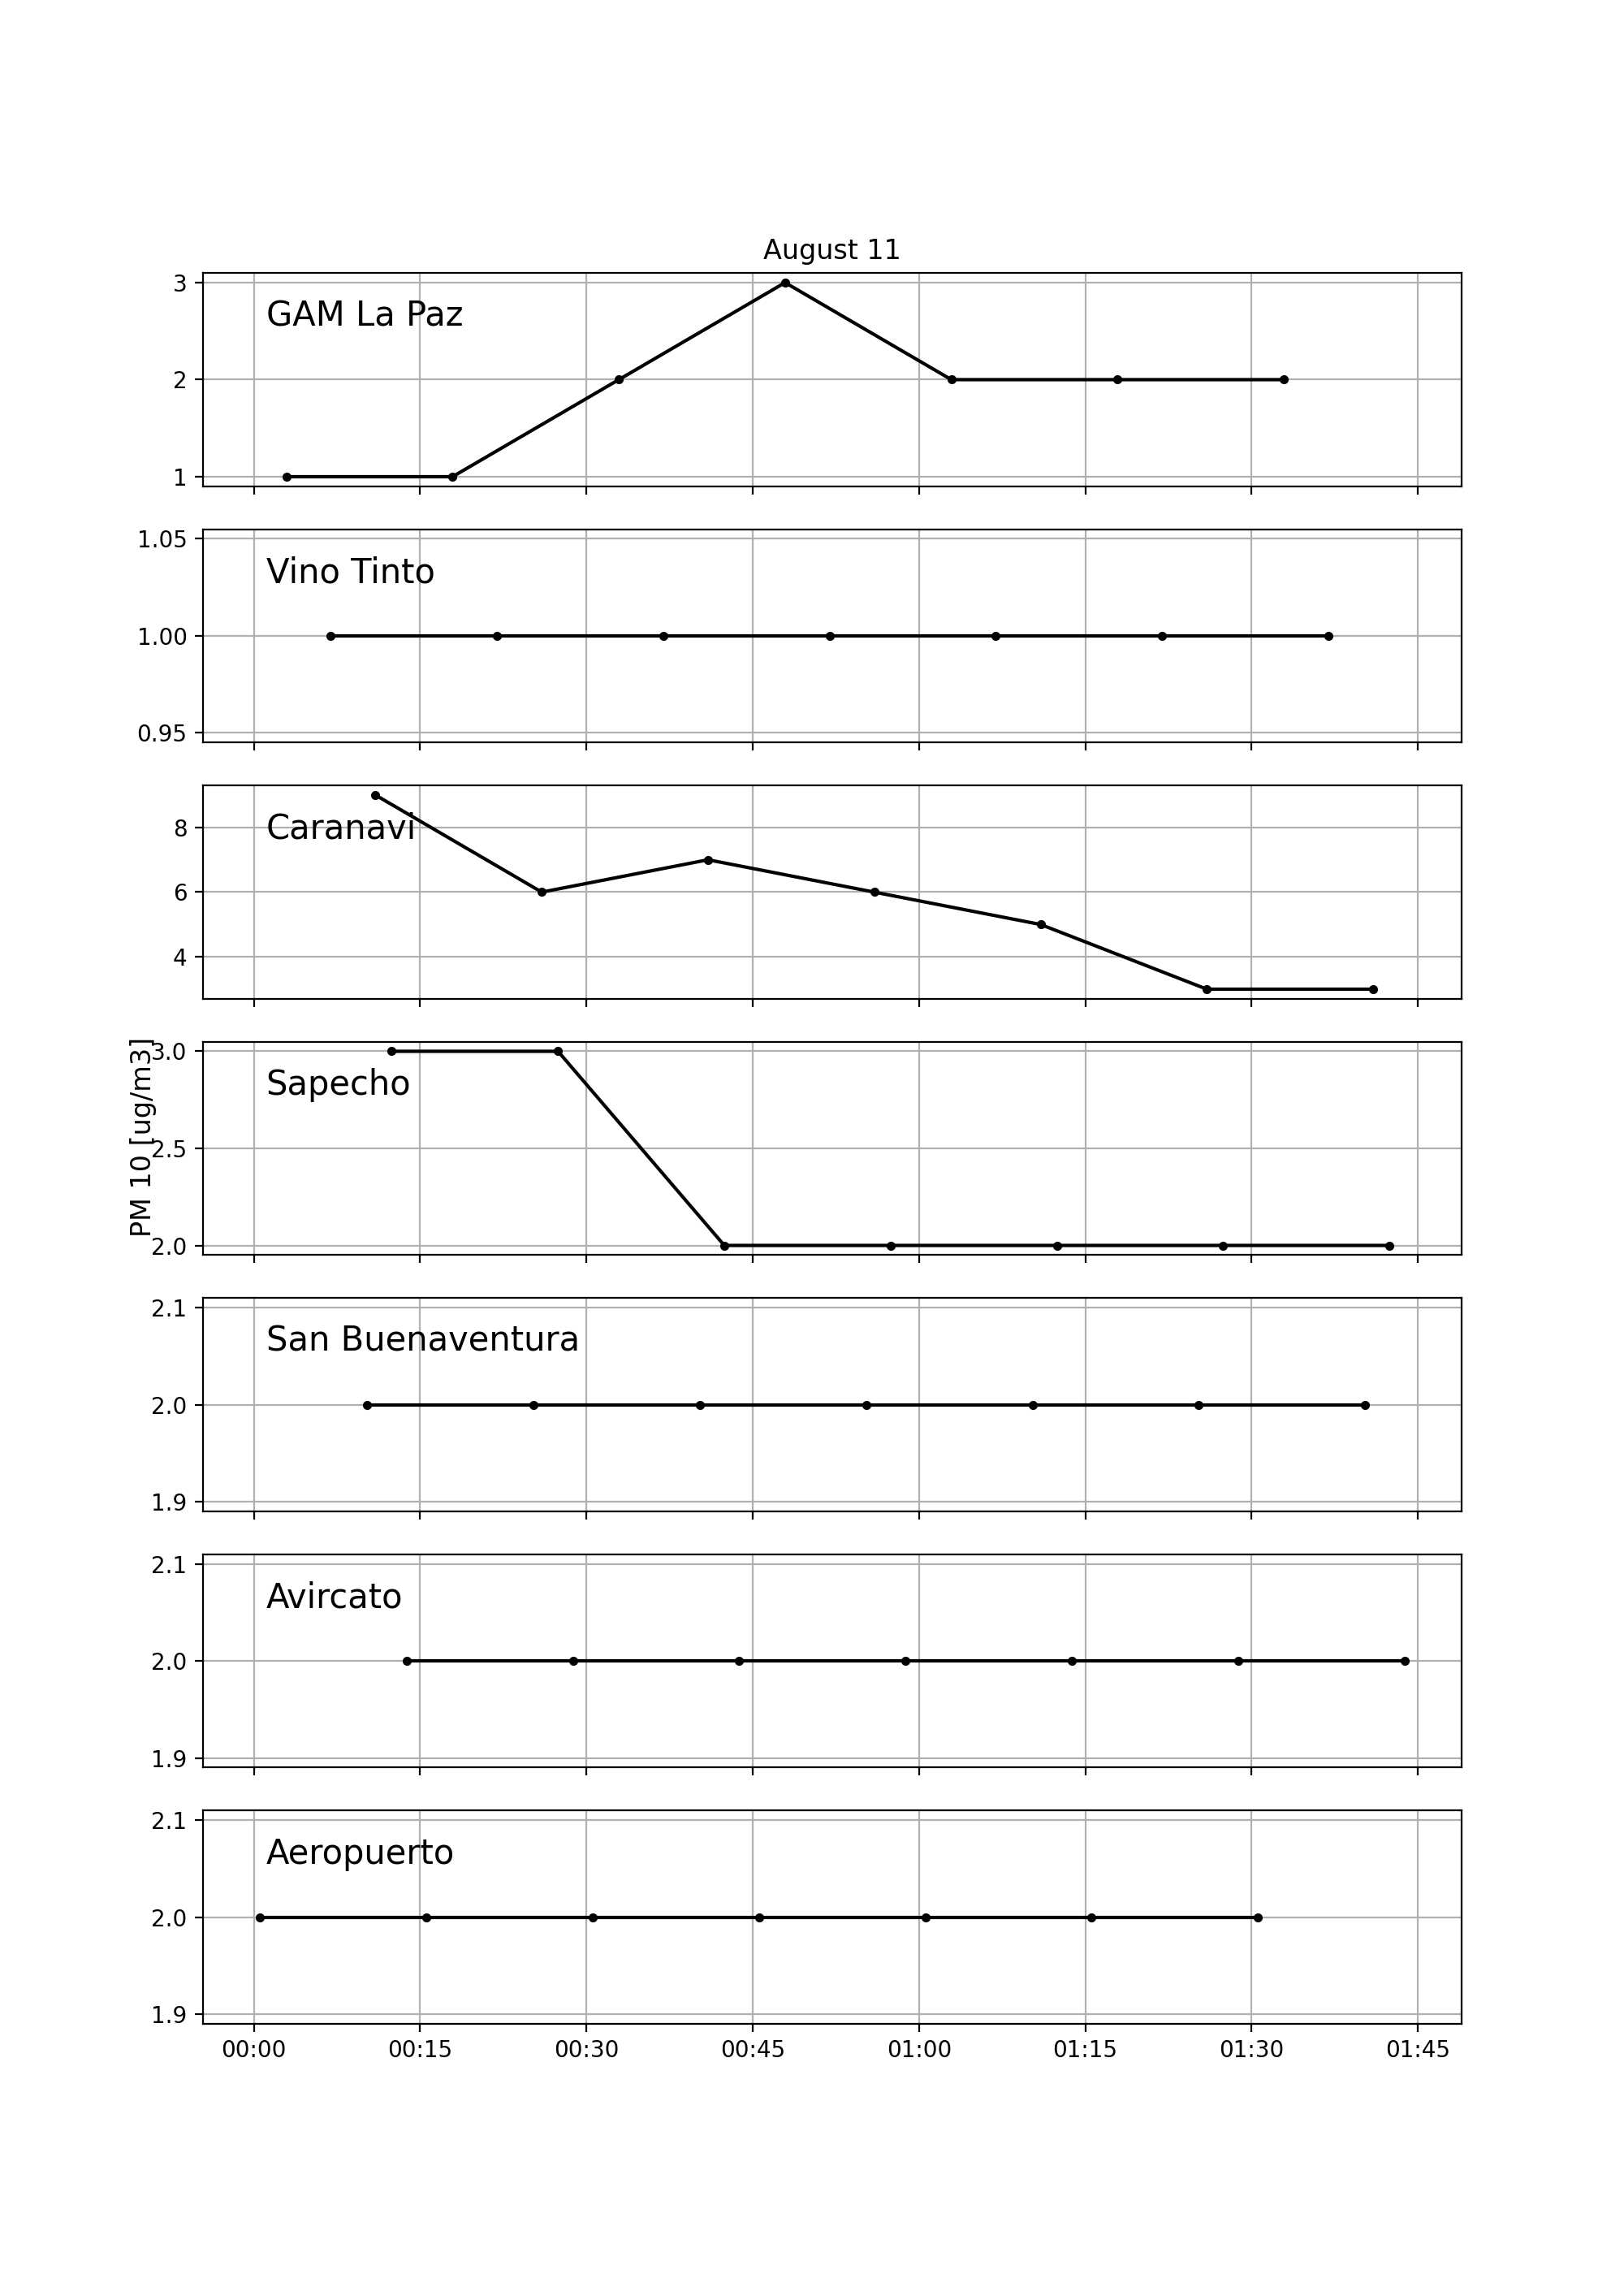 August 11
3
GAM La Paz
2
1
1.05
Vino Tinto
1.00
0.95
Caranavi
8
6
4
PM 10 [ug/m3]
3.0
Sapecho
2.5
2.0
2.1
San Buenaventura
2.0
1.9
2.1
Avircato
2.0
1.9
2.1
Aeropuerto
2.0
1.9
00:00 00:15 00:30 00:45 01:00 01:15 01:30 01:45